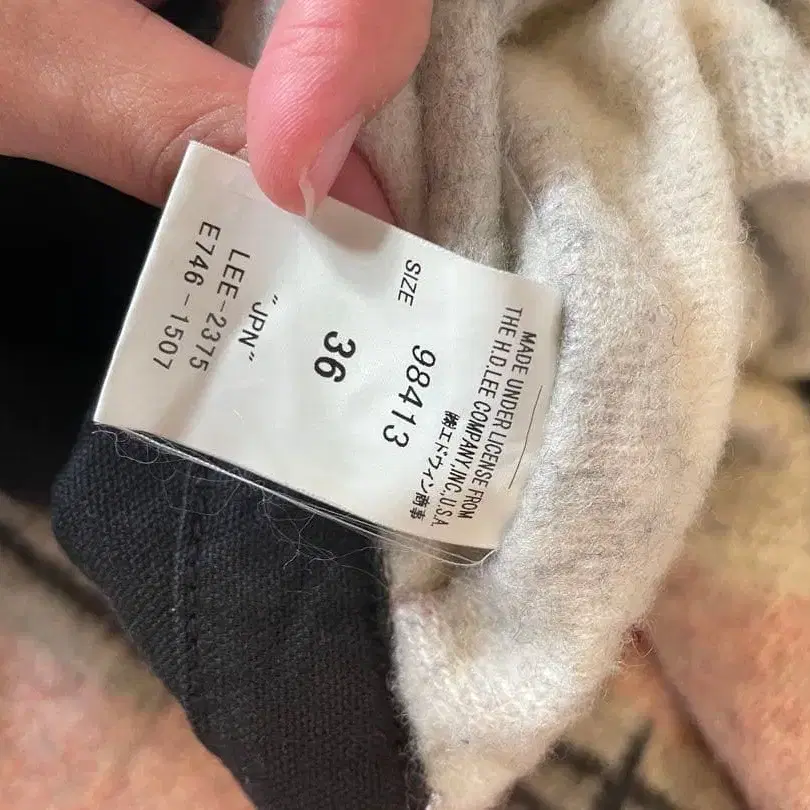 MADE UNDER LICENSE FROM
THE H.D.LEE COMPANY,INC,U.S.A.
㈱エドウィン商事
98413
SIZE
36
"JPN"
LEE-2375
E746-1507